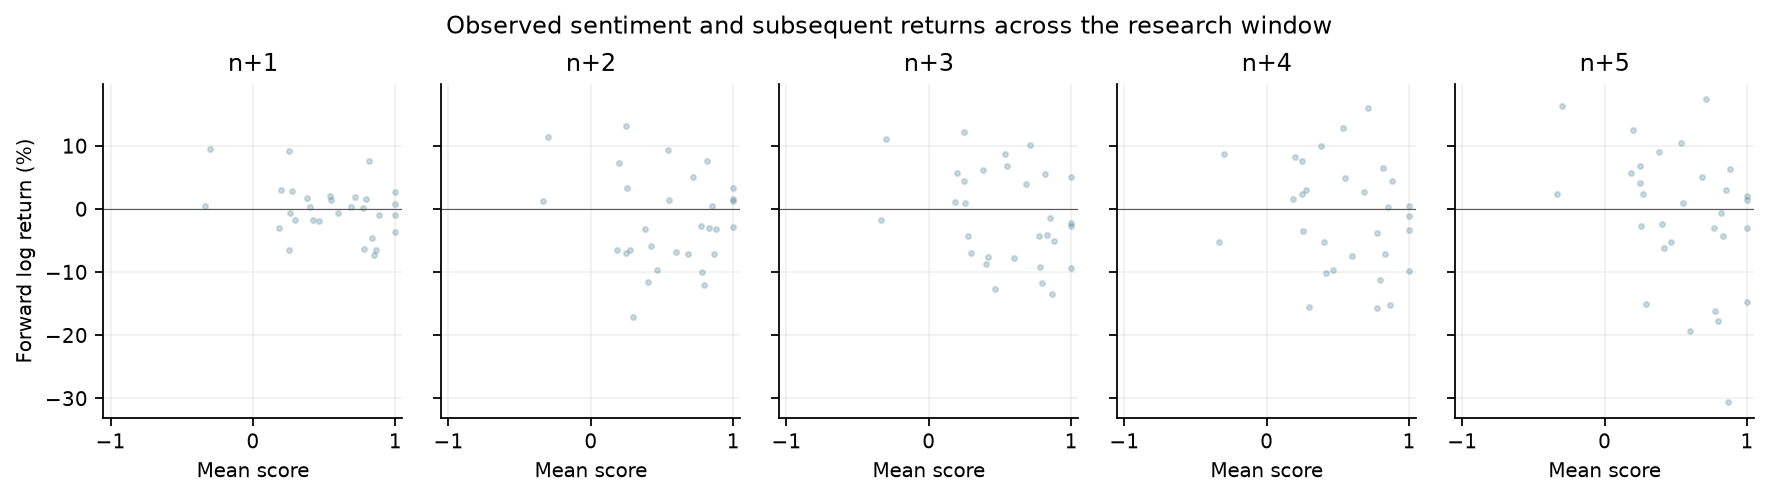 Observed sentiment and subsequent returns across the research window
n+1 n+2 n+3 n+4 n+5
Forward log return (%)
10
0
−10
−20
−30
−1 0 1 −1 0 1 −1 0 1 −1 0 1 −1 0 1
Mean score Mean score Mean score Mean score Mean score